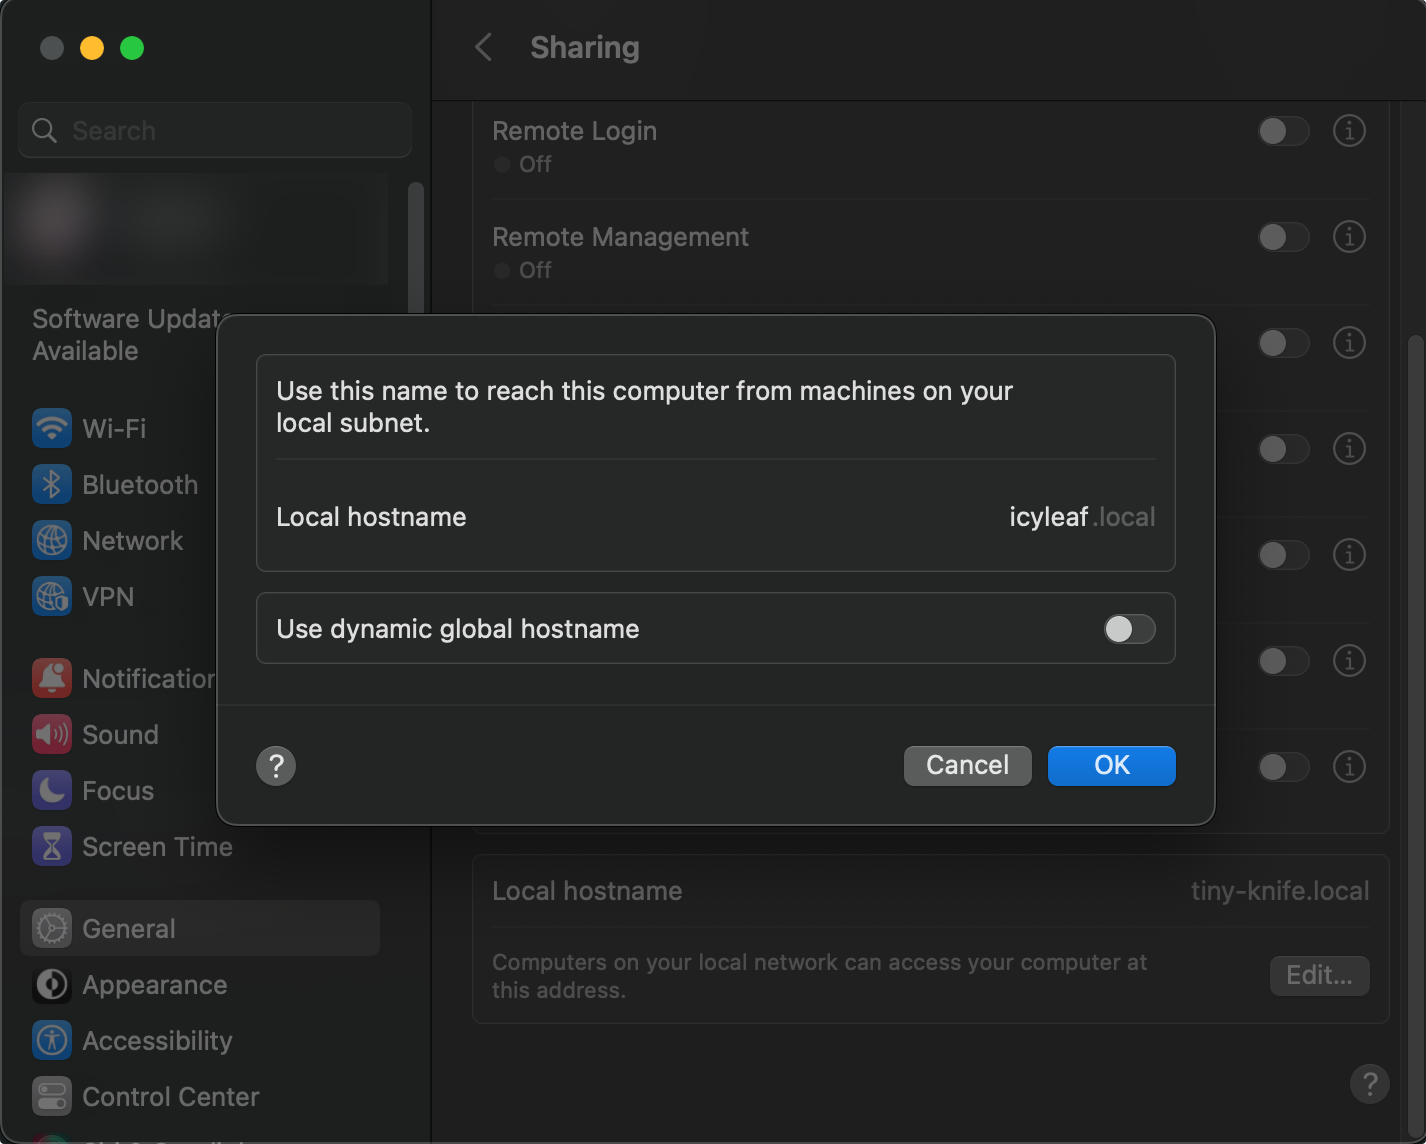 Sharing
Search
Software Update
Available
Wi-Fi
Bluetooth
Network
VPN
Sound
Focus
Screen Time
General
Appearance
Accessibility
Control Center
Remote Login
Off
Remote Management
Off
Use this name to reach this computer from machines on your
local subnet.
Local hostname
icyleaf.local
Use dynamic global hostname
?
Cancel
OK
Local hostname
tiny-knife.local
Computers on your local network can access your computer at
this address.
Edit...
?